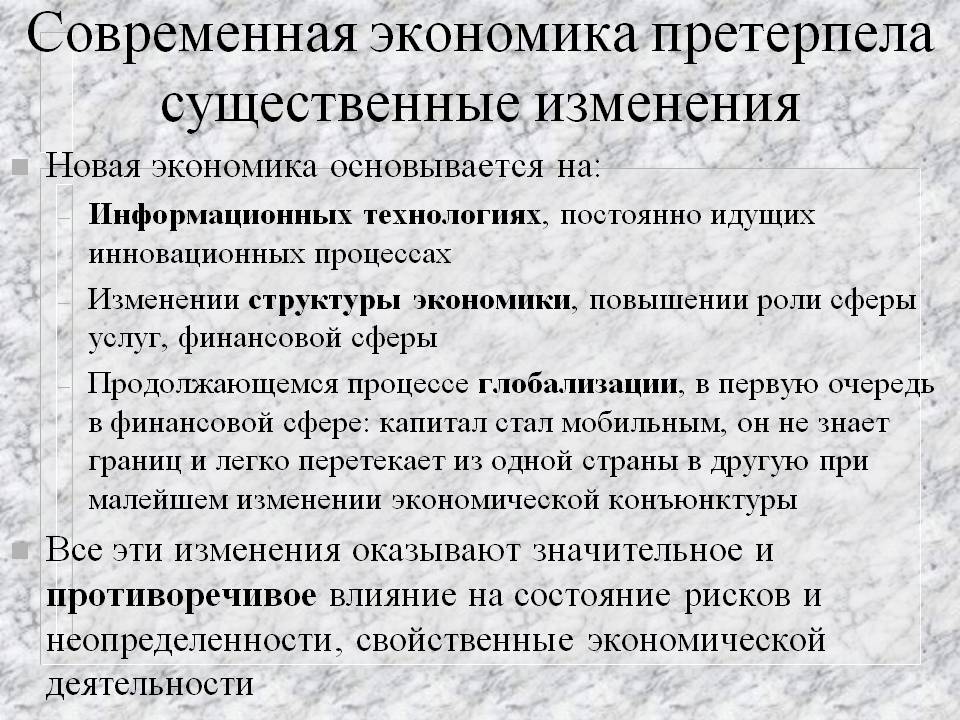 Современная экономика претерпела
существенные изменения
Новая экономика основывается на:
– Информационных технологиях, постоянно идущих
инновационных процессах
– Изменении структуры экономики, повышении роли сферы
услуг, финансовой сферы
– Продолжающемся процессе глобализации, в первую очередь
в финансовой сфере: капитал стал мобильным, он не знает
границ и легко перетекает из одной страны в другую при
малейшем изменении экономической конъюнктуры
Все эти изменения оказывают значительное и
противоречивое влияние на состояние рисков и
неопределенности, свойственные экономической
деятельности